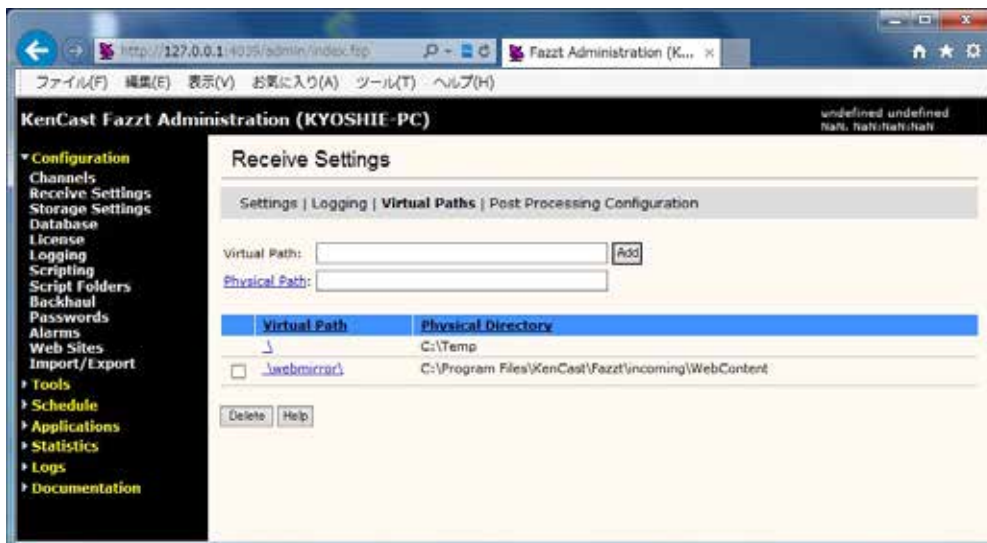 http://127.0.0.1:4039/admin/index.fsp
Fazzt Administration (K...
ファイル(F) 編集(E) 表示(V) お気に入り(A) ツール(T) ヘルプ(H)
KenCast Fazzt Administration (KYOSHIE-PC)
undefined undefined
NaN, NaN:NaN:NaN
Configuration
Channels
Receive Settings
Storage Settings
Database
License
Logging
Scripting
Script Folders
Backhaul
Passwords
Alarms
Web Sites
Import/Export
Tools
Schedule
Applications
Statistics
Logs
Documentation
Receive Settings
Settings | Logging | Virtual Paths | Post Processing Configuration
Virtual Path: Add
Physical Path:
Virtual Path Physical Directory
\ C:\Temp
\webmirror\ C:\Program Files\KenCast\Fazzt\incoming\WebContent
Delete Help